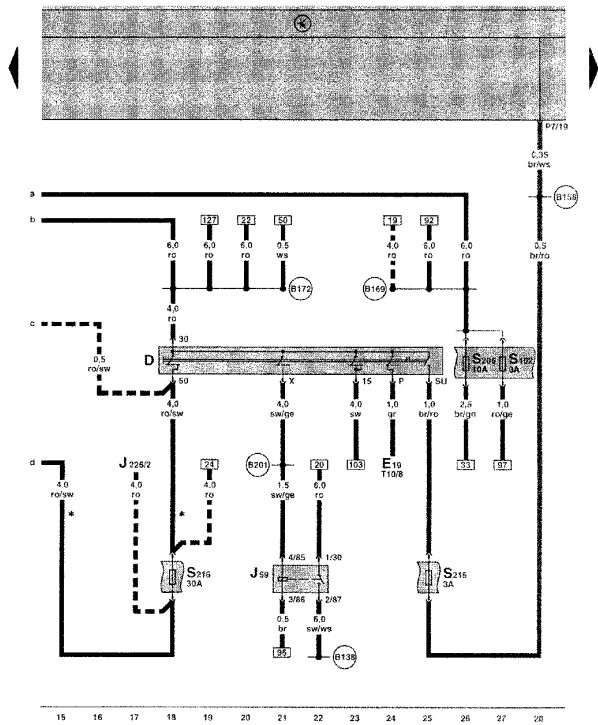 K
P7/19
0,35
br/ws
a
B158
b
127 22 50 19 92
6,0 6,0 6,0 0,5 4,0 6,0 6,0 0,5
ro ro ro ws ro ro ro br/ro
B172 B169
4,0
ro
c
30
0,5
ro/sw
D
S
10A
S
3A
50 X 15 P SU
4,0 4,0 4,0 1,0 1,0 2,5 1,0
ro/sw sw/ge sw gr br/ro br/gn ro/ge
d
J226/2
24 B201 20 103 E19 33 97
T10/8
4,0 4,0 4,0 1,5 6,0
ro/sw ro ro sw/ge ro
* *
4/85 1/30
S216
30A
J59
S215
3A
3/86 2/87
0,5 6,0
br sw/ws
95 B138
15 16 17 18 19 20 21 22 23 24 25 26 27 28